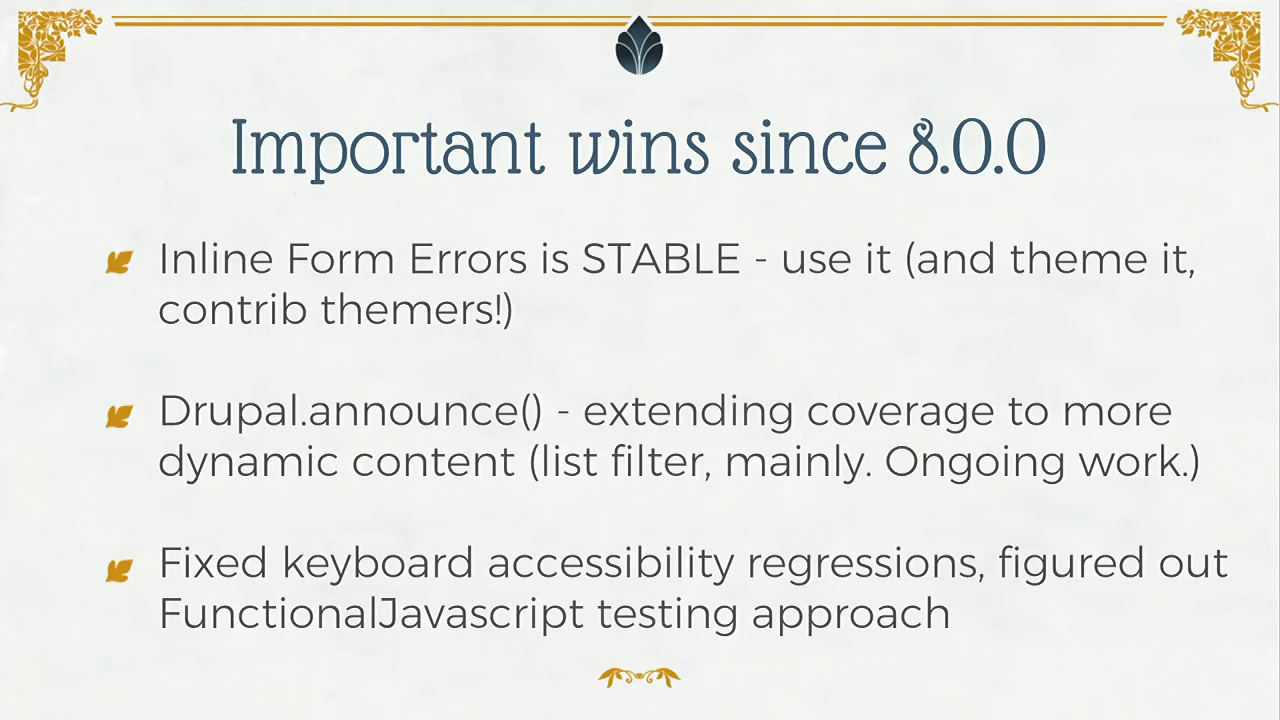 Important wins since 8.0.0
Inline Form Errors is STABLE - use it (and theme it,
contrib themers!)
Drupal.announce() - extending coverage to more
dynamic content (list filter, mainly. Ongoing work.)
Fixed keyboard accessibility regressions, figured out
FunctionalJavascript testing approach